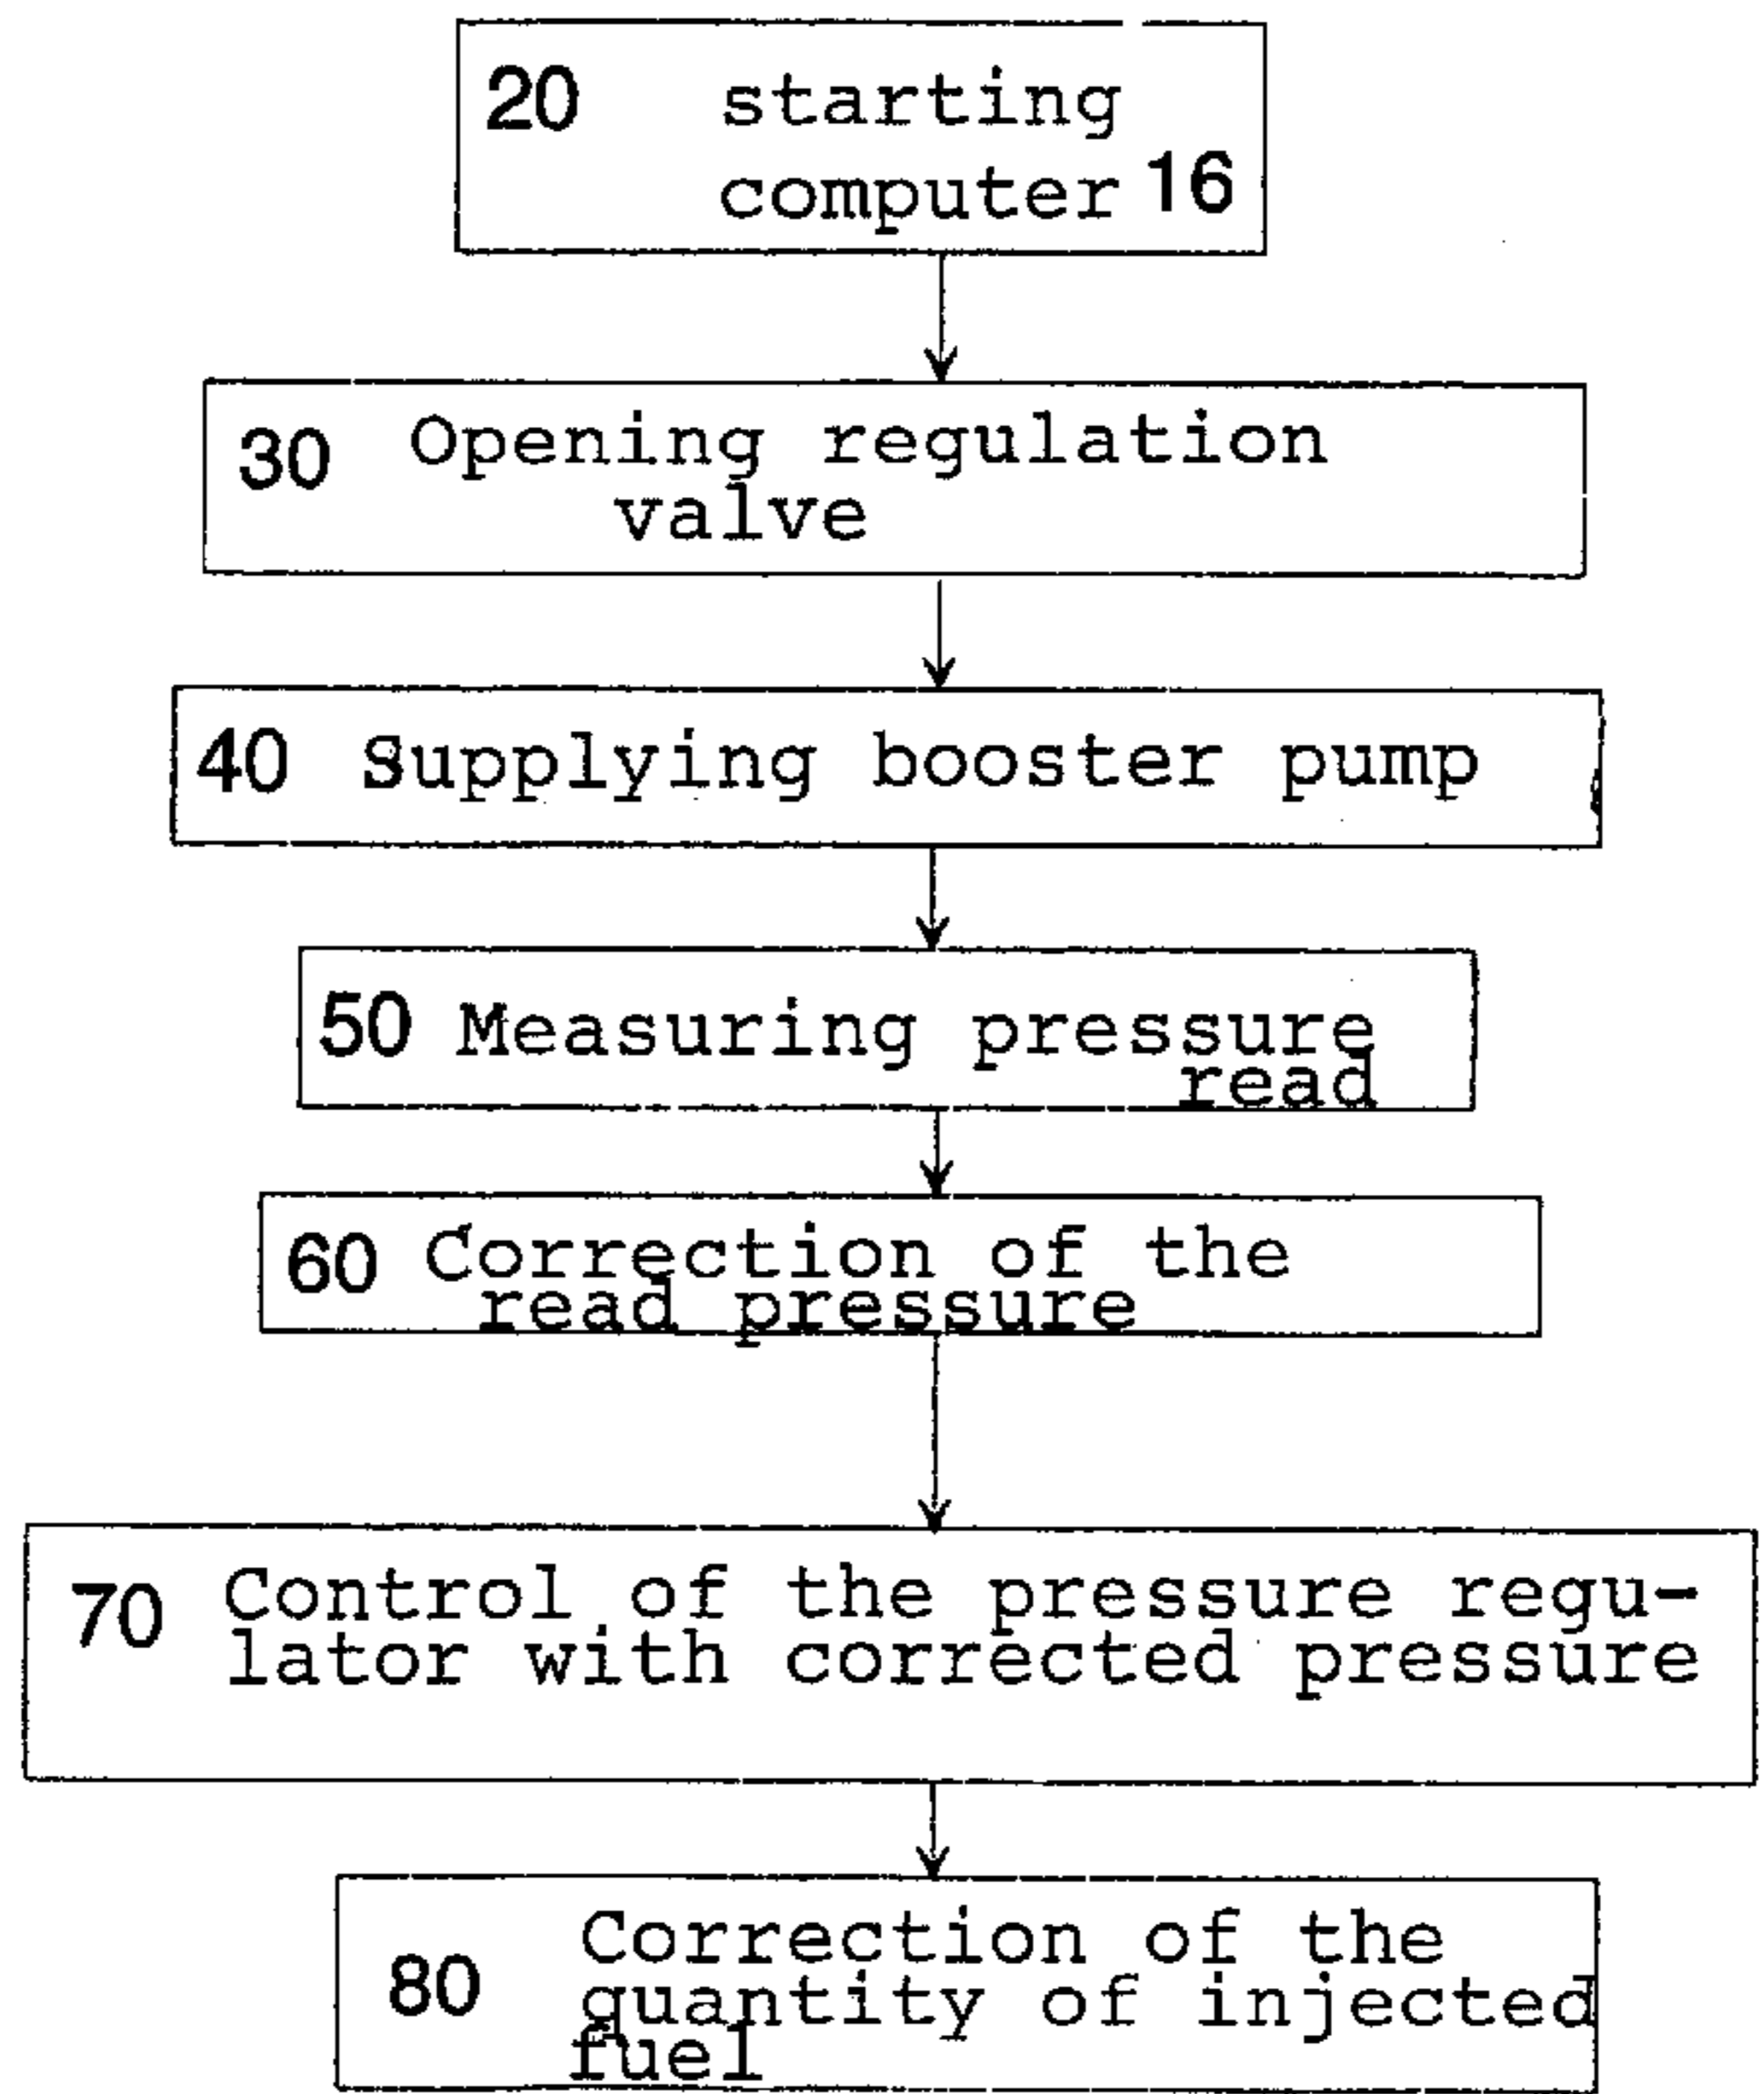 20 starting
computer 16
30 Opening regulation
valve
40 Supplying booster pump
50 Measuring pressure
read
60 Correction of the
read pressure
70 Control of the pressure regu-
lator with corrected pressure
80 Correction of the
quantity of injected
fuel